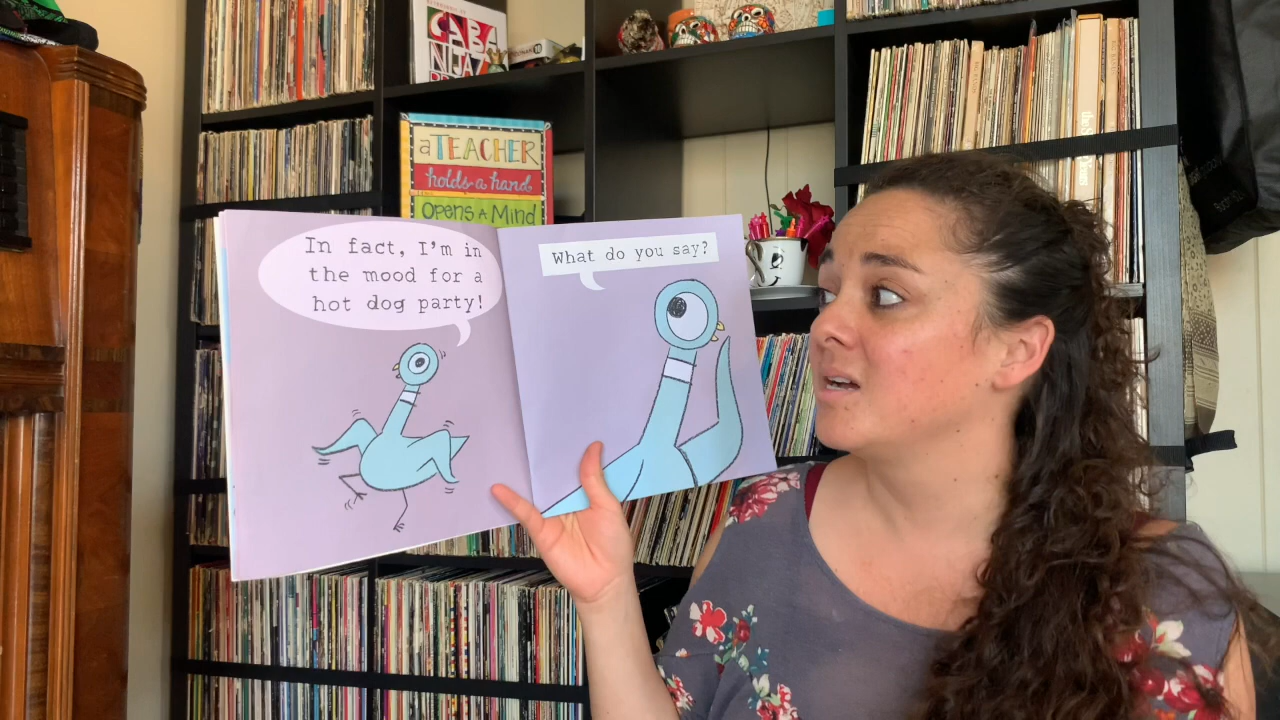 a TEACHER
holds a hand
OPENS A MIND
In fact, I'm in
the mood for a
hot dog party!
What do you say?